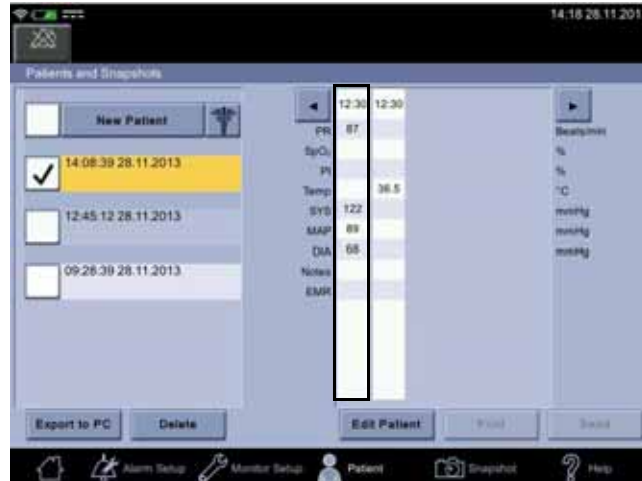 14:18 28.11.201
Patients and Snapshots
New Patient
14:08:39 28.11.2013
12:45:12 28.11.2013
09:28:39 28.11.2013
Export to PC Delete
12:30 12:30
PR 87 Beats/min
SpO₂ %
PI %
Temp 36.5 °C
SYS 122 mmHg
MAP 89 mmHg
DIA 68 mmHg
Notes
EMR
Edit Patient Print Send
Alarm Setup Monitor Setup Patient Snapshot Help